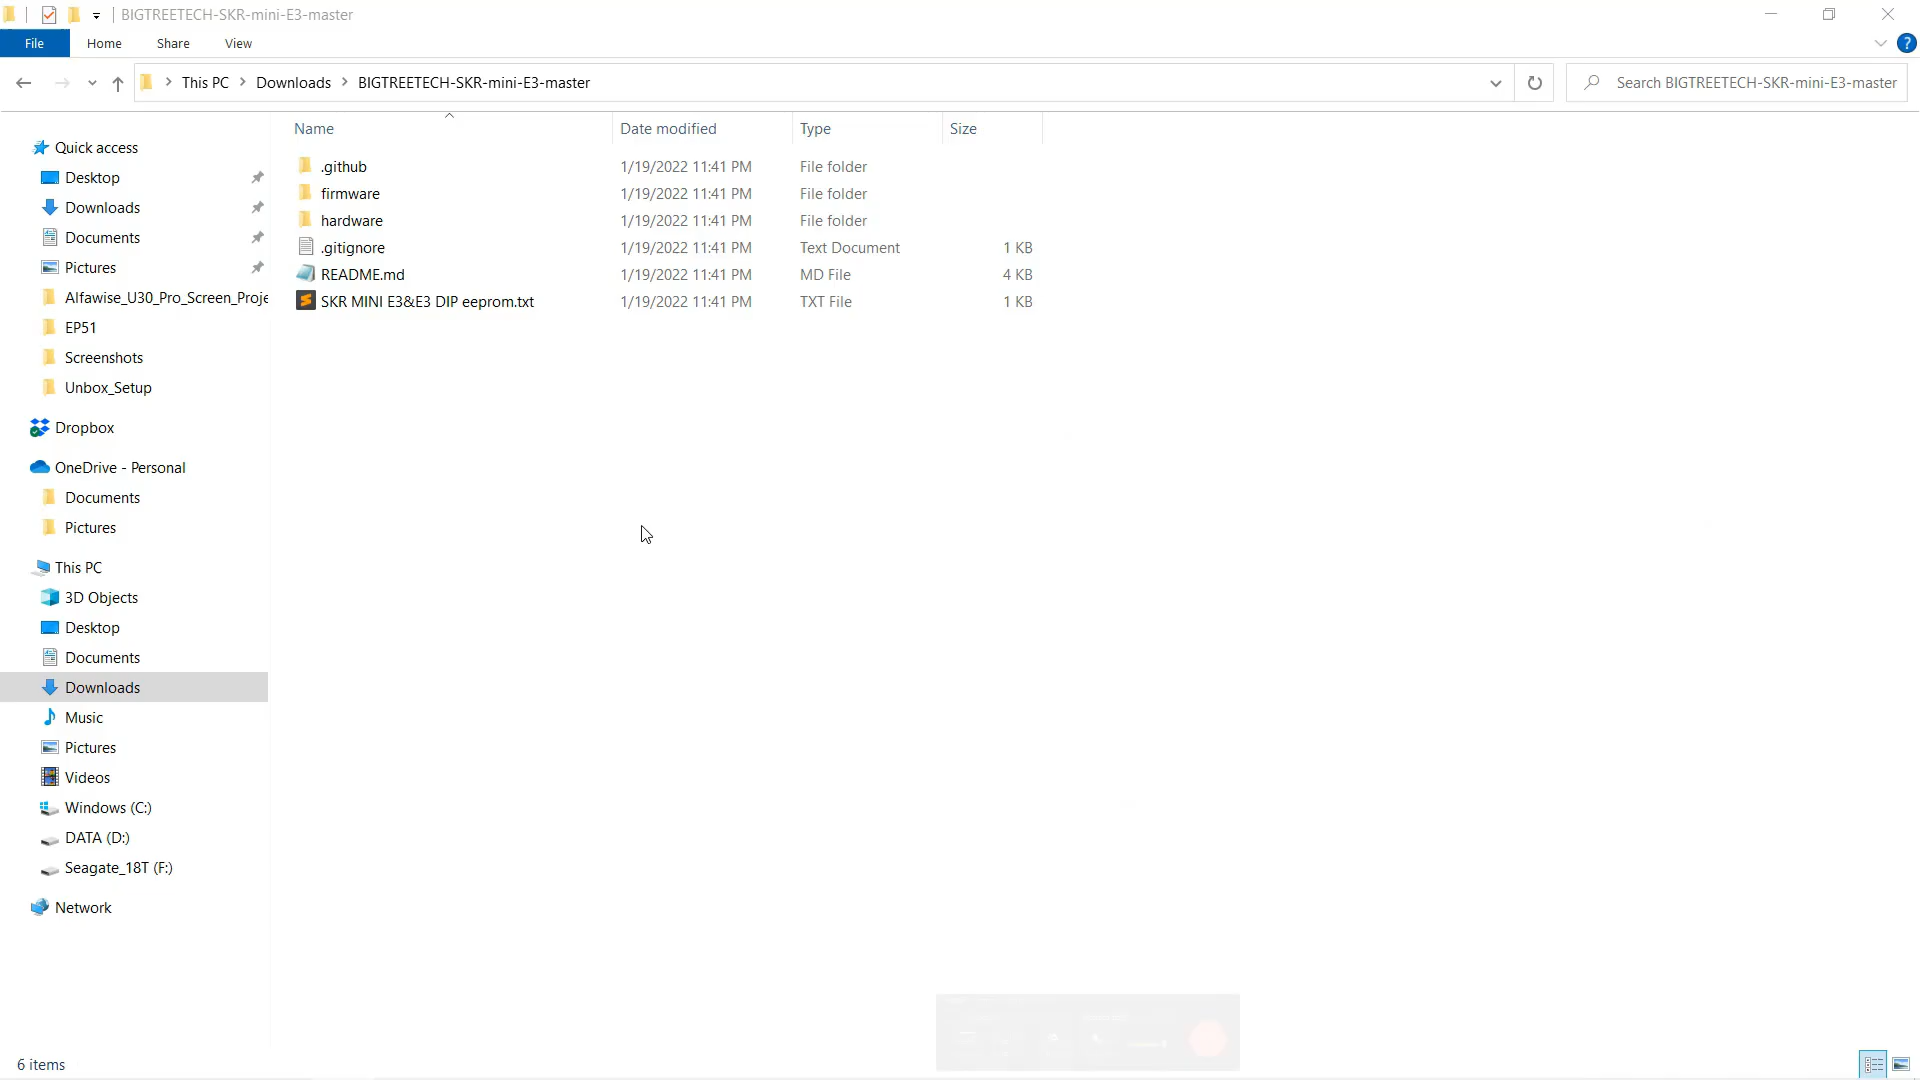 BIGTREETECH-SKR-mini-E3-master
File Home Share View
This PC Downloads BIGTREETECH-SKR-mini-E3-master Search BIGTREETECH-SKR-mini-E3-master
Name Date modified Type Size
.github 1/19/2022 11:41 PM File folder
firmware 1/19/2022 11:41 PM File folder
hardware 1/19/2022 11:41 PM File folder
.gitignore 1/19/2022 11:41 PM Text Document 1 KB
README.md 1/19/2022 11:41 PM MD File 4 KB
SKR MINI E3&E3 DIP eeprom.txt 1/19/2022 11:41 PM TXT File 1 KB
Quick access
Desktop
Downloads
Documents
Pictures
Alfawise_U30_Pro_Screen_Proje
EP51
Screenshots
Unbox_Setup
Dropbox
OneDrive - Personal
Documents
Pictures
This PC
3D Objects
Desktop
Documents
Downloads
Music
Pictures
Videos
Windows (C:)
DATA (D:)
Seagate_18T (F:)
Network
6 items